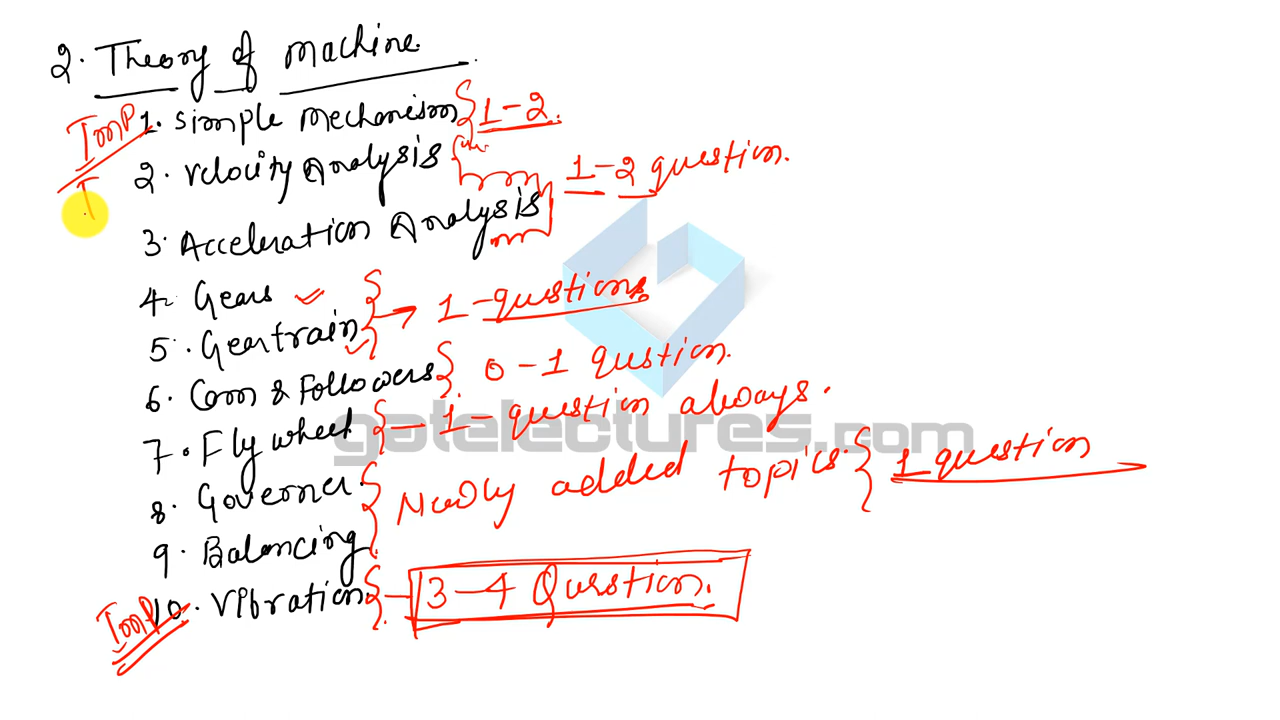 2. Theory of Machine.
Imp 1. Simple Mechanism } 1-2.
2. Velocity Analysis
1-2 question.
3. Acceleration Analysis
4. Gears
1-questions.
5. Geartrain
6. Cam & Followers } 0-1 question.
7. Fly wheel } 1-question always.
gatelectures.com
8. Governer
Newly added topics. { 1 question
9. Balancing
Imp 10. Vibration } 3-4 Question.